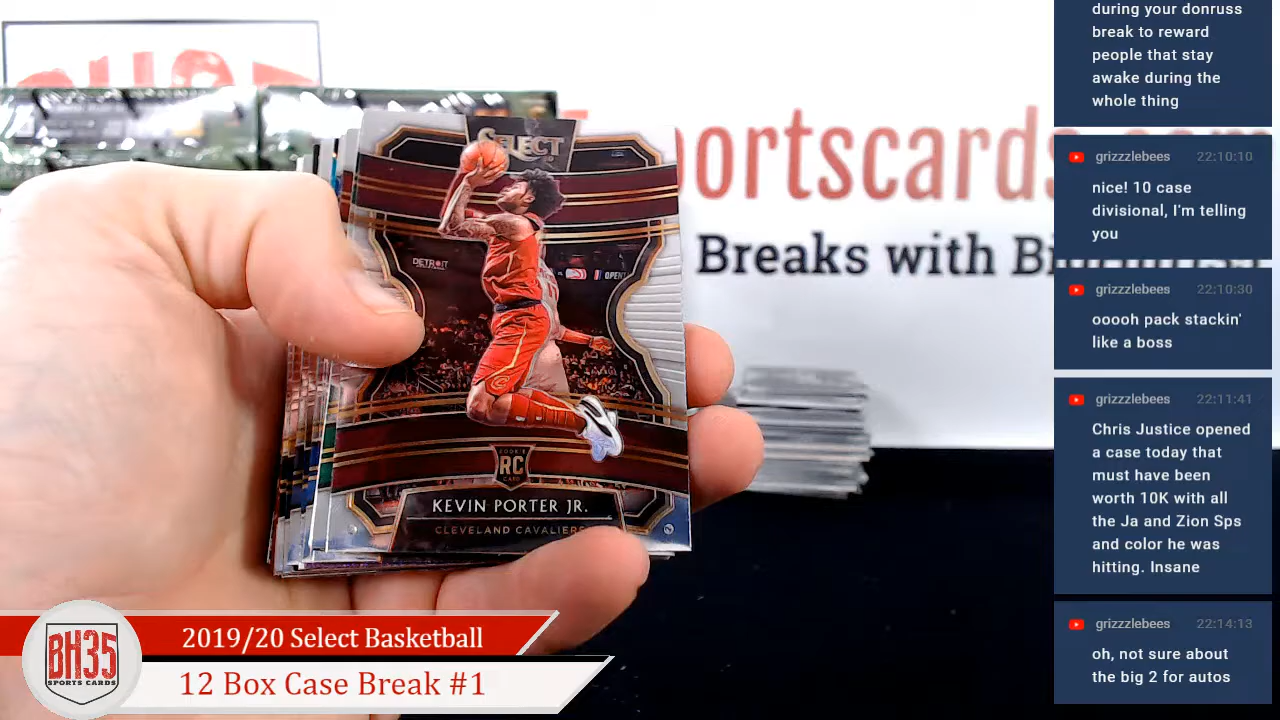 during your donruss
break to reward
people that stay
awake during the
whole thing
grizzzlebees 22:10:10
nice! 10 case
divisional, I'm telling
you
grizzzlebees 22:10:30
ooooh pack stackin'
like a boss
grizzzlebees 22:11:41
Chris Justice opened
a case today that
must have been
worth 10K with all
the Ja and Zion Sps
and color he was
hitting. Insane
grizzzlebees 22:14:13
oh, not sure about
the big 2 for autos
ortscards.com
Breaks with Bi
SELECT
DETROIT
OPEN
ROOKIE
RC
CARD
KEVIN PORTER JR.
CLEVELAND CAVALIERS
BH35
SPORTS CARDS
2019/20 Select Basketball
12 Box Case Break #1